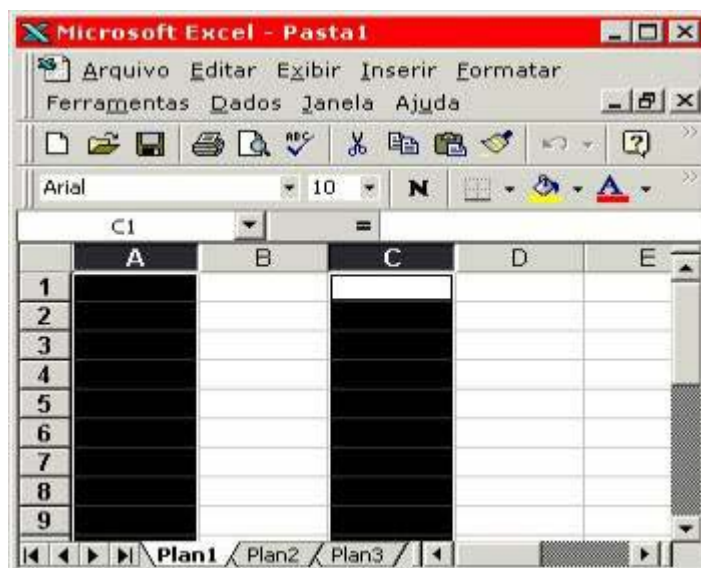 Microsoft Excel - Pasta1
Arquivo Editar Exibir Inserir Formatar
Ferramentas Dados Janela Ajuda
ABC
Arial 10 N A
C1 =
A B C D E
1
2
3
4
5
6
7
8
9
Plan1 Plan2 Plan3